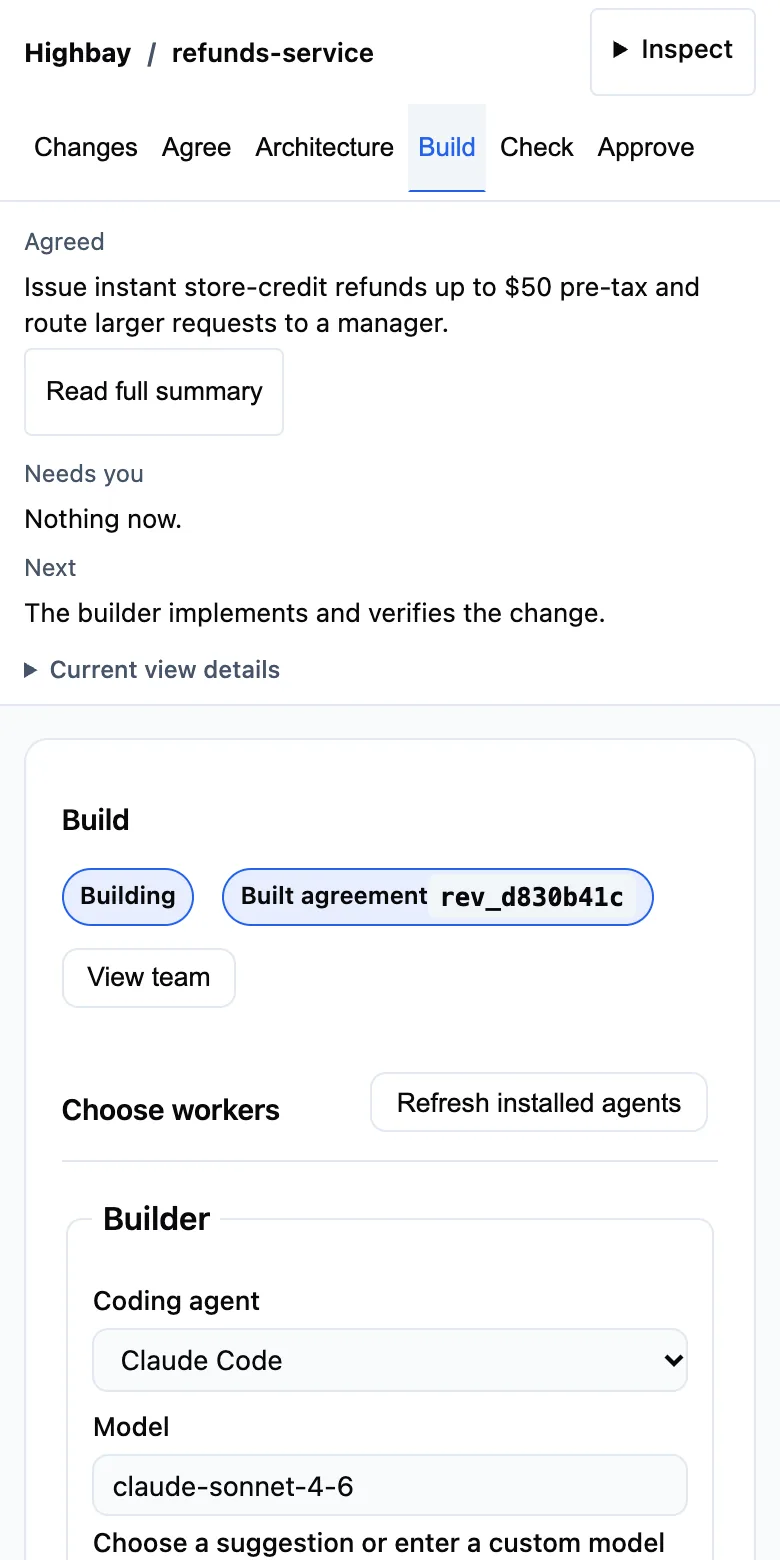 Highbay / refunds-service
▶ Inspect
Changes Agree Architecture Build Check Approve
Agreed
Issue instant store-credit refunds up to $50 pre-tax and
route larger requests to a manager.
Read full summary
Needs you
Nothing now.
Next
The builder implements and verifies the change.
▶ Current view details
Build
Building
Built agreement rev_d830b41c
View team
Choose workers
Refresh installed agents
Builder
Coding agent
Claude Code
Model
claude-sonnet-4-6
Choose a suggestion or enter a custom model